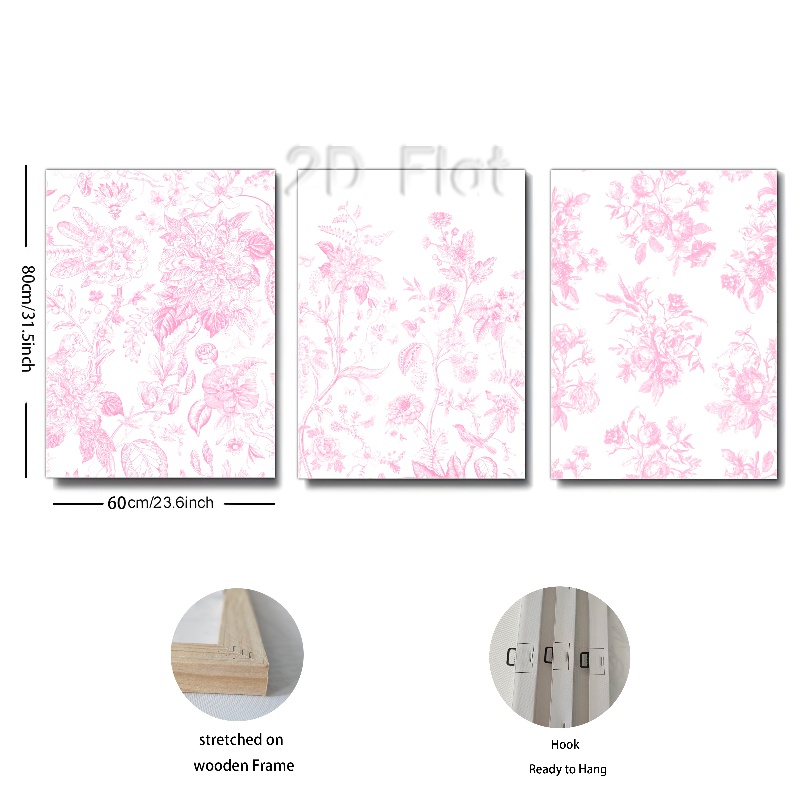 2D Flat
80cm/31.5inch
60cm/23.6inch
stretched on
wooden Frame
Hook
Ready to Hang